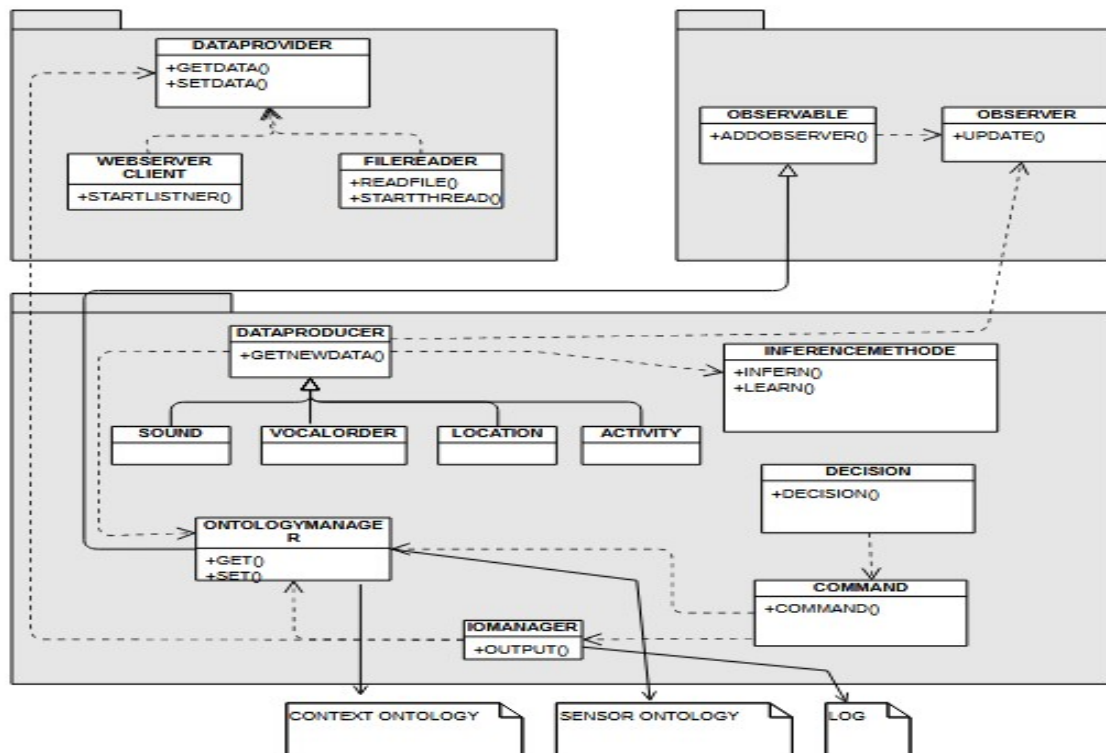 DATAPROVIDER
+GETDATA()
+SETDATA()
WEBSERVER
CLIENT
+STARTLISTNER()
FILEREADER
+READFILE()
+STARTTHREAD()
OBSERVABLE
+ADDOBSERVER()
OBSERVER
+UPDATE()
DATAPRODUCER
+GETNEWDATA()
INFERENCEMETHODE
+INFERN()
+LEARN()
SOUND
VOCALORDER
LOCATION
ACTIVITY
DECISION
+DECISION()
ONTOLOGYMANAGE
R
+GET()
+SET()
COMMAND
+COMMAND()
IOMANAGER
+OUTPUT()
CONTEXT ONTOLOGY
SENSOR ONTOLOGY
LOG